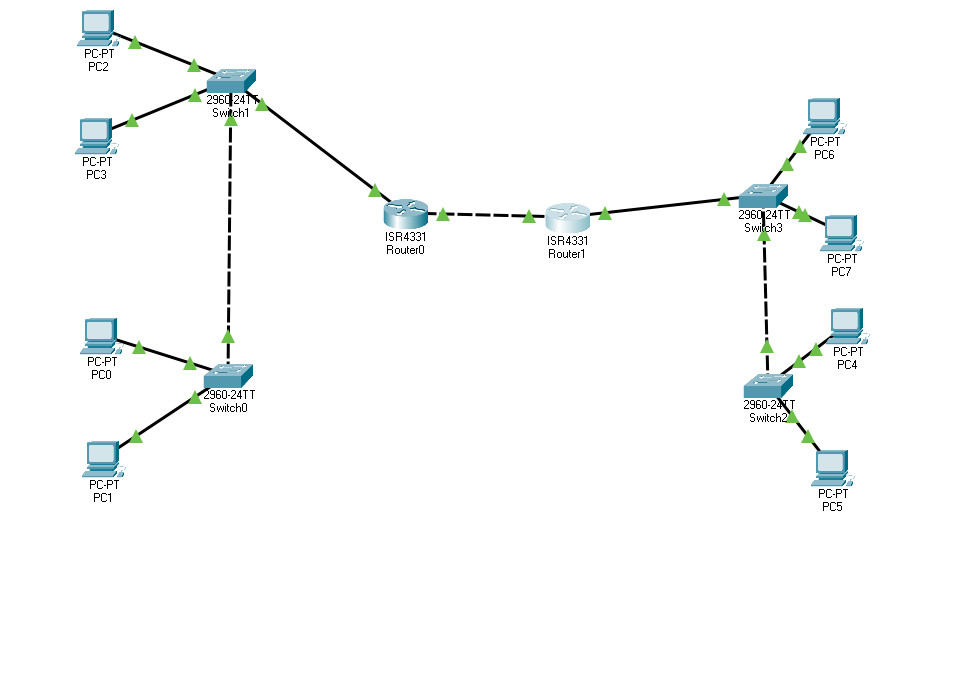 PC-PT
PC2
2960-24TT
Switch1
PC-PT
PC3
PC-PT
PC6
2960-24TT
Switch3
ISR4331
Router0
ISR4331
Router1
PC-PT
PC7
PC-PT
PC0
2960-24TT
Switch0
PC-PT
PC4
2960-24TT
Switch2
PC-PT
PC1
PC-PT
PC5